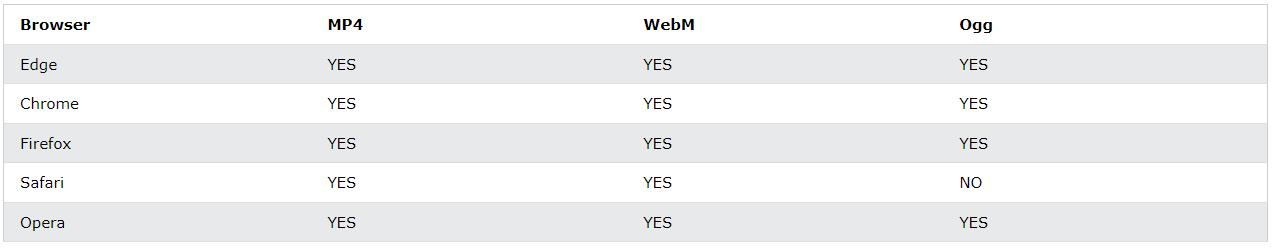 Browser MP4 WebM Ogg
Edge YES YES YES
Chrome YES YES YES
Firefox YES YES YES
Safari YES YES NO
Opera YES YES YES